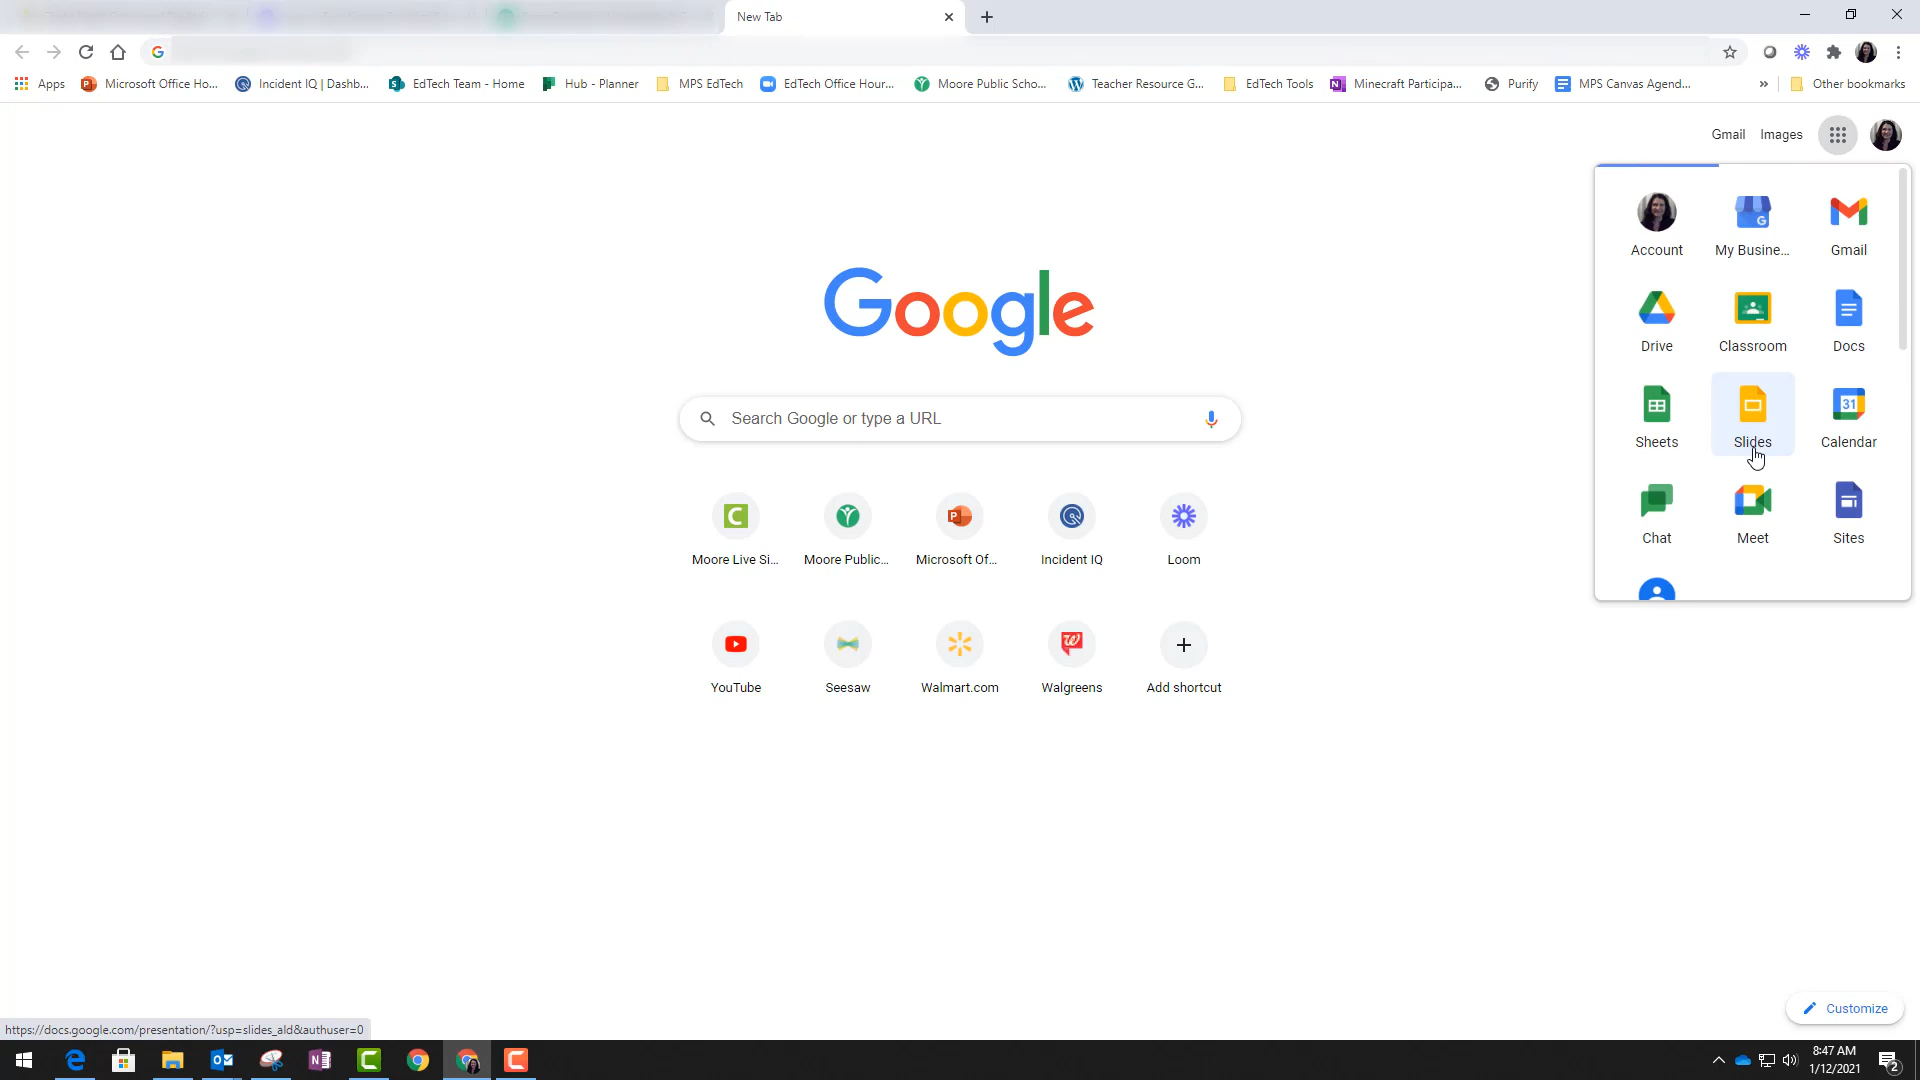 New Tab
Apps
Microsoft Office Ho...
Incident IQ | Dashb...
EdTech Team - Home
Hub - Planner
MPS EdTech
EdTech Office Hour...
Moore Public Scho...
Teacher Resource G...
EdTech Tools
Minecraft Participa...
Purify
MPS Canvas Agend...
»
Other bookmarks
Gmail
Images
Account
My Busine...
Gmail
Drive
Classroom
Docs
Sheets
Slides
31
Calendar
Chat
Meet
Sites
Google
Search Google or type a URL
Moore Live Si...
Moore Public...
Microsoft Of...
Incident IQ
Loom
YouTube
Seesaw
Walmart.com
Walgreens
Add shortcut
Customize
https://docs.google.com/presentation/?usp=slides_ald&authuser=0
8:47 AM
1/12/2021
2